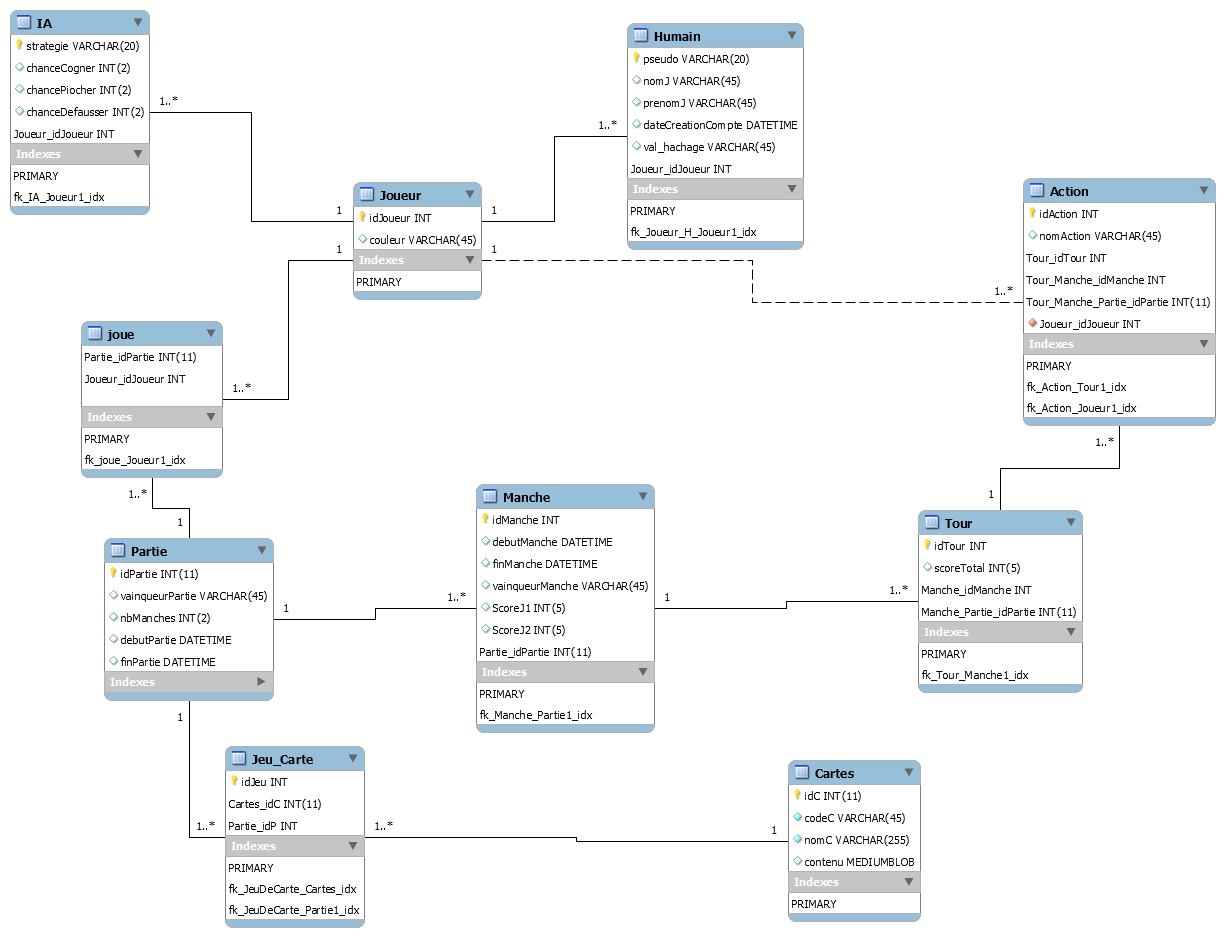 IA
strategie VARCHAR(20)
chanceCogner INT(2)
chancePiocher INT(2)
chanceDefausser INT(2)
Joueur_idJoueur INT
Indexes
PRIMARY
fk_IA_Joueur1_idx
1..*
1
Humain
pseudo VARCHAR(20)
nomJ VARCHAR(45)
prenomJ VARCHAR(45)
dateCreationCompte DATETIME
val_hachage VARCHAR(45)
Joueur_idJoueur INT
Indexes
PRIMARY
fk_Joueur_H_Joueur1_idx
1..*
1
Joueur
idJoueur INT
couleur VARCHAR(45)
Indexes
PRIMARY
1
1
1..*
Action
idAction INT
nomAction VARCHAR(45)
Tour_idTour INT
Tour_Manche_idManche INT
Tour_Manche_Partie_idPartie INT(11)
Joueur_idJoueur INT
Indexes
PRIMARY
fk_Action_Tour1_idx
fk_Action_Joueur1_idx
1..*
1
joue
Partie_idPartie INT(11)
Joueur_idJoueur INT
Indexes
PRIMARY
fk_joue_Joueur1_idx
1..*
1..*
1
Partie
idPartie INT(11)
vainqueurPartie VARCHAR(45)
nbManches INT(2)
debutPartie DATETIME
finPartie DATETIME
Indexes
1
1..*
Manche
idManche INT
debutManche DATETIME
finManche DATETIME
vainqueurManche VARCHAR(45)
ScoreJ1 INT(5)
ScoreJ2 INT(5)
Partie_idPartie INT(11)
Indexes
PRIMARY
fk_Manche_Partie1_idx
1
1..*
Tour
idTour INT
scoreTotal INT(5)
Manche_idManche INT
Manche_Partie_idPartie INT(11)
Indexes
PRIMARY
fk_Tour_Manche1_idx
1
1..*
Jeu_Carte
idJeu INT
Cartes_idC INT(11)
Partie_idP INT
Indexes
PRIMARY
fk_JeuDeCarte_Cartes_idx
fk_JeuDeCarte_Partie1_idx
1..*
1
Cartes
idC INT(11)
codeC VARCHAR(45)
nomC VARCHAR(255)
contenu MEDIUMBLOB
Indexes
PRIMARY